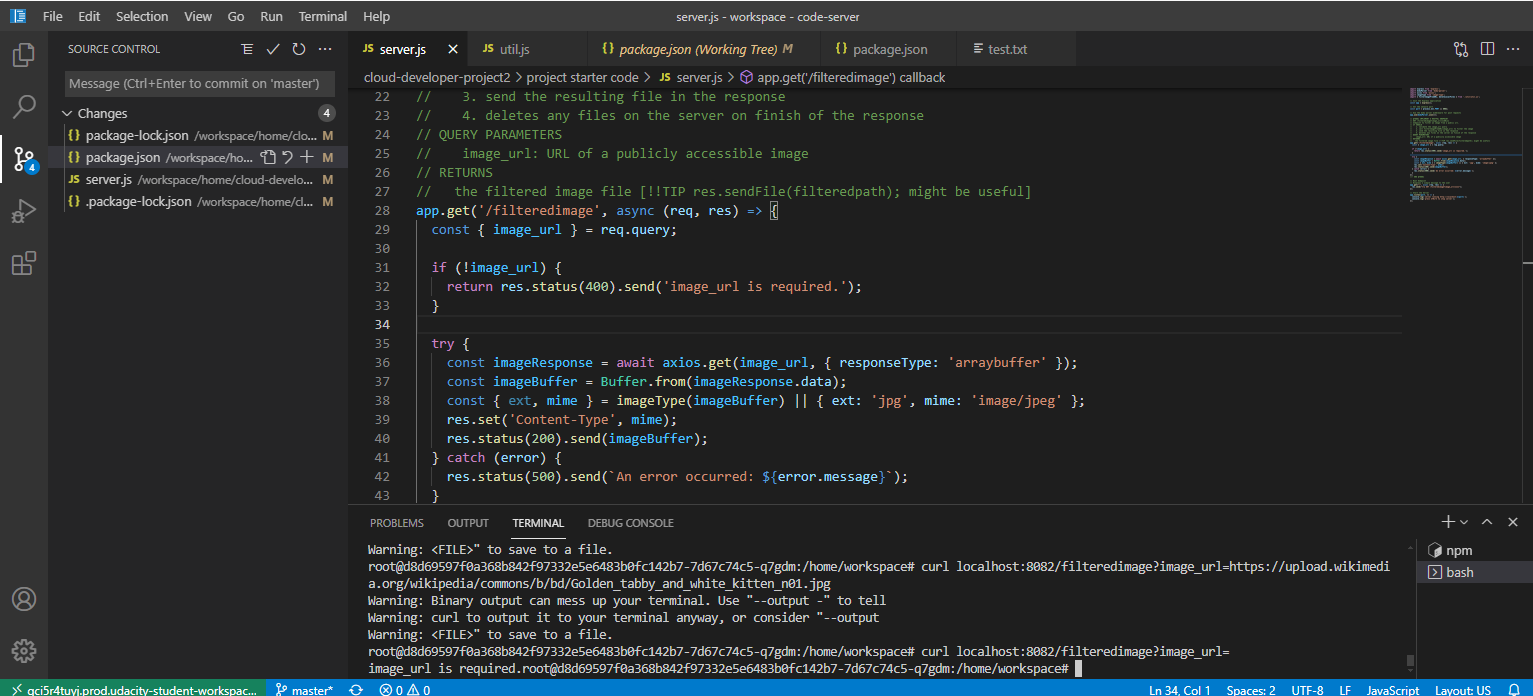 File Edit Selection View Go Run Terminal Help
server.js - workspace - code-server
SOURCE CONTROL
Message (Ctrl+Enter to commit on 'master')
Changes 4
{} package-lock.json /workspace/home/clo... M
{} package.json /workspace/ho... M
JS server.js /workspace/home/cloud-develo... M
{} .package-lock.json /workspace/home/cl... M
4
JS server.js JS util.js {} package.json (Working Tree) M {} package.json test.txt
cloud-developer-project2 > project starter code > JS server.js > app.get('/filteredimage') callback
22 //    3. send the resulting file in the response
23 //    4. deletes any files on the server on finish of the response
24 // QUERY PARAMETERS
25 //    image_url: URL of a publicly accessible image
26 // RETURNS
27 //   the filtered image file [!!TIP res.sendFile(filteredpath); might be useful]
28 app.get('/filteredimage', async (req, res) => {
29   const { image_url } = req.query;
30
31   if (!image_url) {
32     return res.status(400).send('image_url is required.');
33   }
34
35   try {
36     const imageResponse = await axios.get(image_url, { responseType: 'arraybuffer' });
37     const imageBuffer = Buffer.from(imageResponse.data);
38     const { ext, mime } = imageType(imageBuffer) || { ext: 'jpg', mime: 'image/jpeg' };
39     res.set('Content-Type', mime);
40     res.status(200).send(imageBuffer);
41   } catch (error) {
42     res.status(500).send(`An error occurred: ${error.message}`);
43   }
PROBLEMS OUTPUT TERMINAL DEBUG CONSOLE
Warning: <FILE>" to save to a file.
root@d8d69597f0a368b842f97332e5e6483b0fc142b7-7d67c74c5-q7gdm:/home/workspace# curl localhost:8082/filteredimage?image_url=https://upload.wikimedi
a.org/wikipedia/commons/b/bd/Golden_tabby_and_white_kitten_n01.jpg
Warning: Binary output can mess up your terminal. Use "--output -" to tell
Warning: curl to output it to your terminal anyway, or consider "--output
Warning: <FILE>" to save to a file.
root@d8d69597f0a368b842f97332e5e6483b0fc142b7-7d67c74c5-q7gdm:/home/workspace# curl localhost:8082/filteredimage?image_url=
image_url is required.root@d8d69597f0a368b842f97332e5e6483b0fc142b7-7d67c74c5-q7gdm:/home/workspace#
npm
bash
gci5r4tuyj.prod.udacity-student-workspac... master* 0 0 Ln 34, Col 1 Spaces: 2 UTF-8 LF JavaScript Layout: US